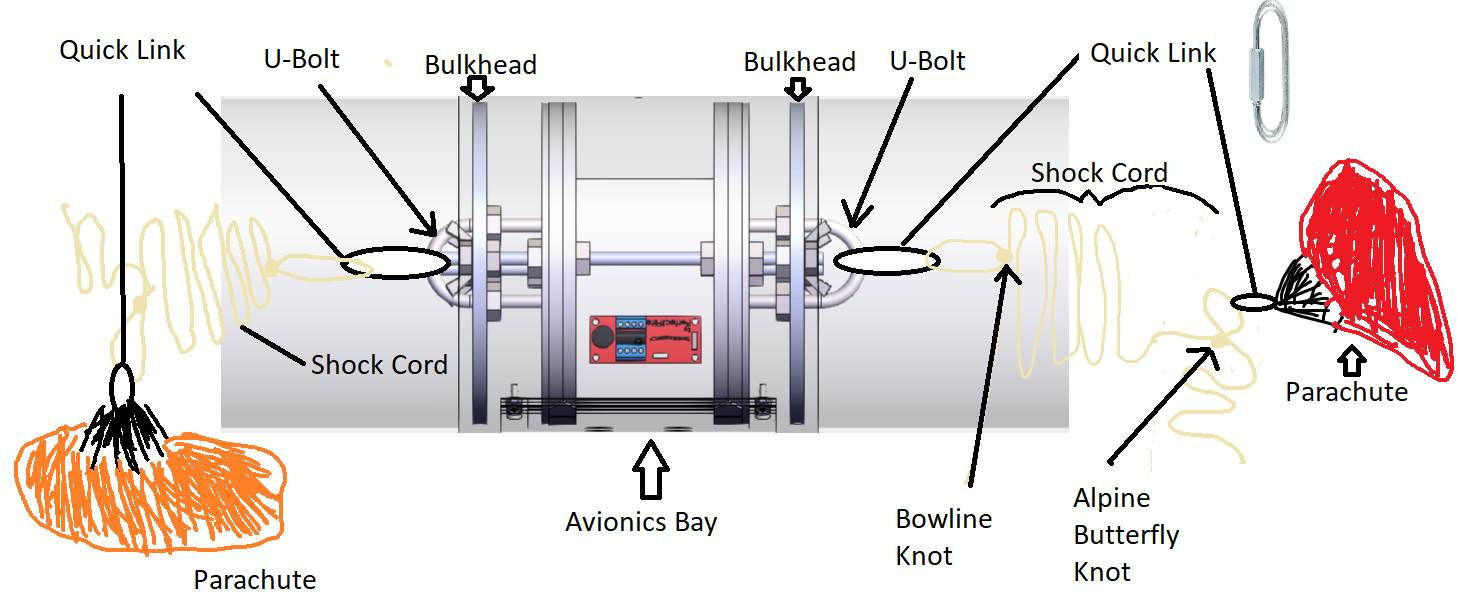 Quick Link
U-Bolt
Bulkhead
Bulkhead
U-Bolt
Quick Link
Shock Cord
Shock Cord
Parachute
Avionics Bay
Bowline
Knot
Alpine
Butterfly
Knot
Parachute